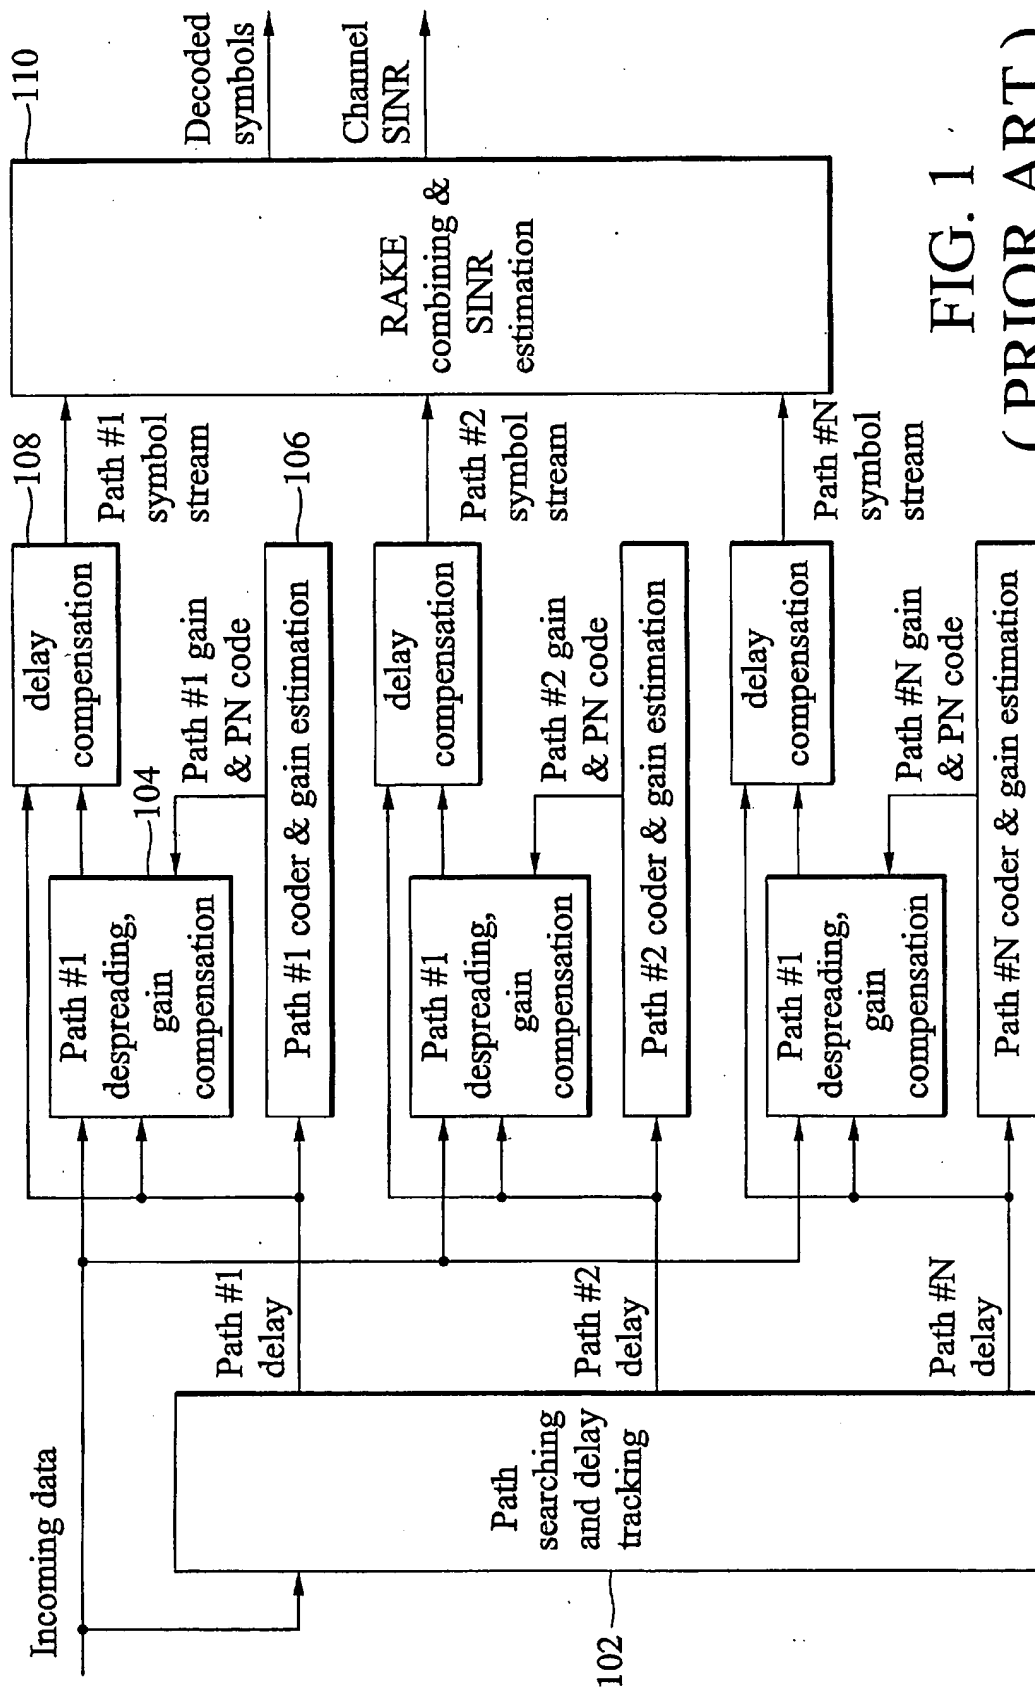 Incoming data
Path
searching
and delay
tracking
102
Path #1
delay
Path #2
delay
Path #N
delay
Path #1
despreading,
gain
compensation
104
delay
compensation
108
Path #1 gain
& PN code
Path #1 coder & gain estimation
106
Path #1
symbol
stream
Path #1
despreading,
gain
compensation
delay
compensation
Path #2 gain
& PN code
Path #2 coder & gain estimation
Path #2
symbol
stream
Path #1
despreading,
gain
compensation
delay
compensation
Path #N gain
& PN code
Path #N coder & gain estimation
Path #N
symbol
stream
RAKE
combining &
SINR
estimation
110
Decoded
symbols
Channel
SINR
FIG. 1
( PRIOR ART )